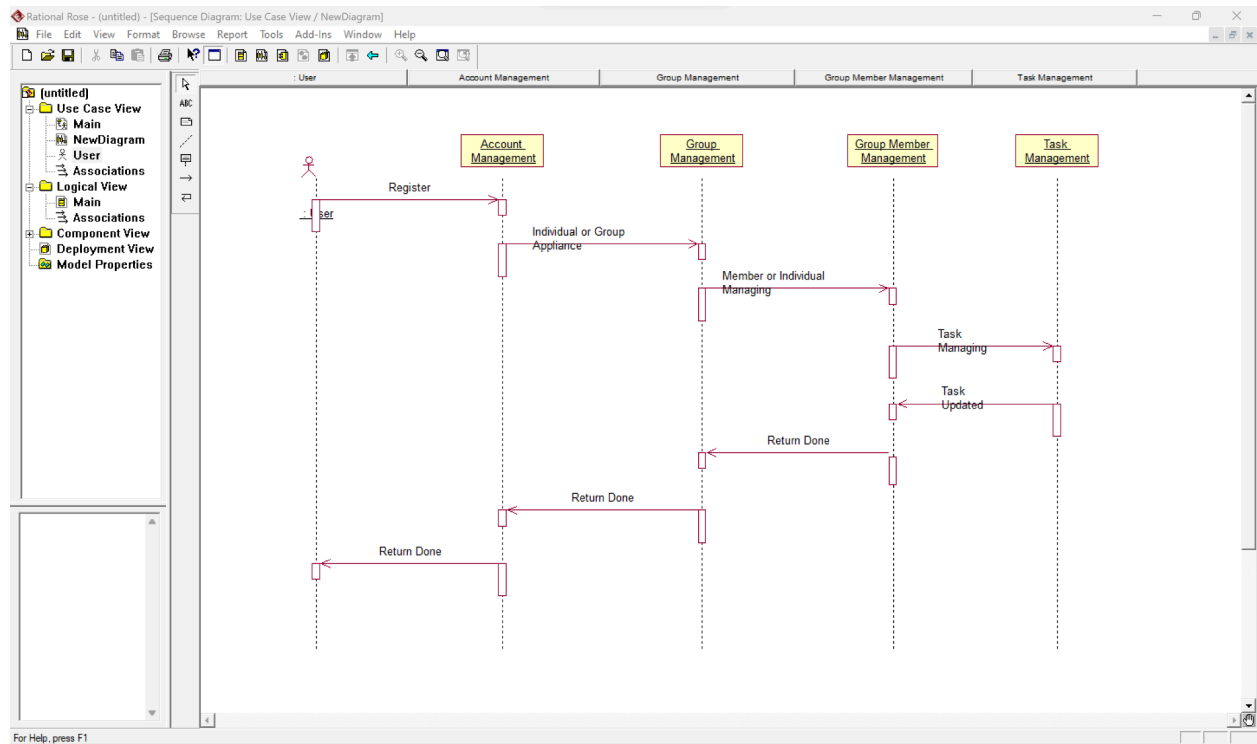 Rational Rose - (untitled) - [Sequence Diagram: Use Case View / NewDiagram]
File Edit View Format Browse Report Tools Add-Ins Window Help
: User Account Management Group Management Group Member Management Task Management
(untitled)
Use Case View
Main
NewDiagram
User
Associations
Logical View
Main
Associations
Component View
Deployment View
Model Properties
ABC
Account
Management
Group
Management
Group Member
Management
Task
Management
: User
Register
Individual or Group
Appliance
Member or Individual
Managing
Task
Managing
Task
Updated
Return Done
Return Done
Return Done
For Help, press F1